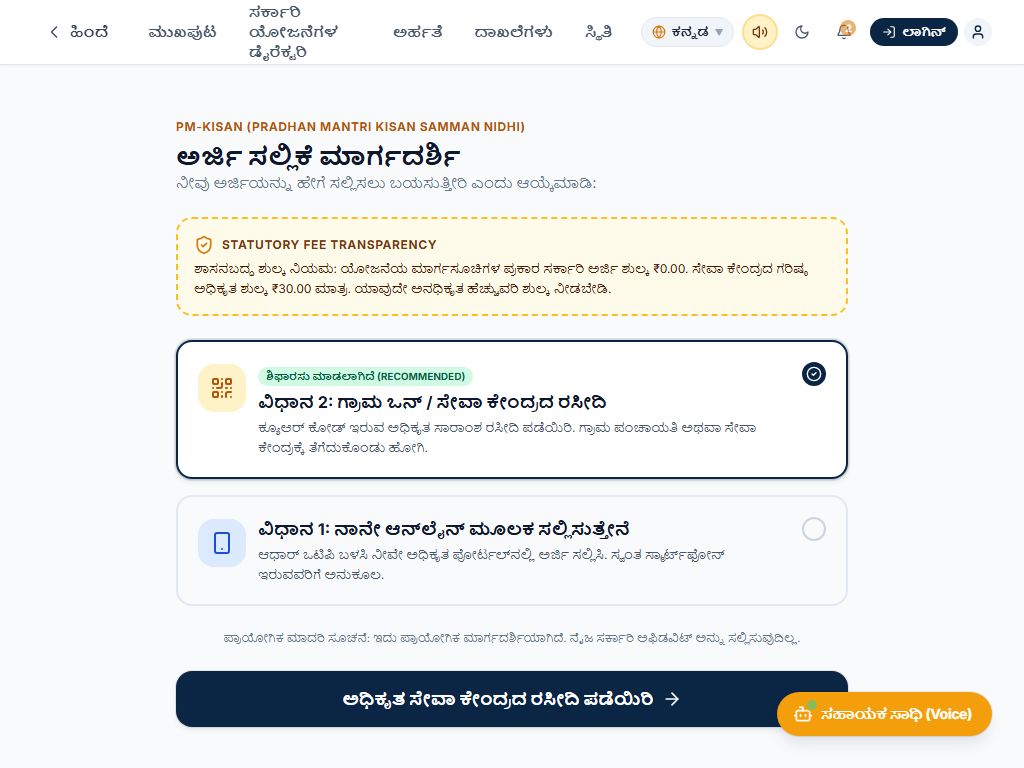 ಹಿಂದೆ
ಮುಖಪುಟ
ಸರ್ಕಾರಿ
ಯೋಜನೆಗಳ
ಡೈರೆಕ್ಟರಿ
ಅರ್ಹತೆ
ದಾಖಲೆಗಳು
ಸ್ಥಿತಿ
ಕನ್ನಡ
ಲಾಗಿನ್
PM-KISAN (PRADHAN MANTRI KISAN SAMMAN NIDHI)
ಅರ್ಜಿ ಸಲ್ಲಿಕೆ ಮಾರ್ಗದರ್ಶಿ
ನೀವು ಅರ್ಜಿಯನ್ನು ಹೇಗೆ ಸಲ್ಲಿಸಲು ಬಯಸುತ್ತೀರಿ ಎಂದು ಆಯ್ಕೆಮಾಡಿ:
STATUTORY FEE TRANSPARENCY
ಶಾಸನಬದ್ಧ ಶುಲ್ಕ ನಿಯಮ: ಯೋಜನೆಯ ಮಾರ್ಗಸೂಚಿಗಳ ಪ್ರಕಾರ ಸರ್ಕಾರಿ ಅರ್ಜಿ ಶುಲ್ಕ ₹0.00. ಸೇವಾ ಕೇಂದ್ರದ ಗರಿಷ್ಠ
ಅಧಿಕೃತ ಶುಲ್ಕ ₹30.00 ಮಾತ್ರ. ಯಾವುದೇ ಅನಧಿಕೃತ ಹೆಚ್ಚುವರಿ ಶುಲ್ಕ ನೀಡಬೇಡಿ.
ಶಿಫಾರಸು ಮಾಡಲಾಗಿದೆ (RECOMMENDED)
ವಿಧಾನ 2: ಗ್ರಾಮ ಒನ್ / ಸೇವಾ ಕೇಂದ್ರದ ರಸೀದಿ
ಕ್ಯೂಆರ್ ಕೋಡ್ ಇರುವ ಅಧಿಕೃತ ಸಾರಾಂಶ ರಸೀದಿ ಪಡೆಯಿರಿ. ಗ್ರಾಮ ಪಂಚಾಯತಿ ಅಥವಾ ಸೇವಾ
ಕೇಂದ್ರಕ್ಕೆ ತೆಗೆದುಕೊಂಡು ಹೋಗಿ.
ವಿಧಾನ 1: ನಾನೇ ಆನ್‌ಲೈನ್ ಮೂಲಕ ಸಲ್ಲಿಸುತ್ತೇನೆ
ಆಧಾರ್ ಒಟಿಪಿ ಬಳಸಿ ನೀವೇ ಅಧಿಕೃತ ಪೋರ್ಟಲ್‌ನಲ್ಲಿ ಅರ್ಜಿ ಸಲ್ಲಿಸಿ. ಸ್ವಂತ ಸ್ಮಾರ್ಟ್‌ಫೋನ್
ಇರುವವರಿಗೆ ಅನುಕೂಲ.
ಪ್ರಾಯೋಗಿಕ ಮಾದರಿ ಸೂಚನೆ: ಇದು ಪ್ರಾಯೋಗಿಕ ಮಾರ್ಗದರ್ಶಿಯಾಗಿದೆ. ನೈಜ ಸರ್ಕಾರಿ ಅಫಿಡವಿಟ್ ಅನ್ನು ಸಲ್ಲಿಸುವುದಿಲ್ಲ.
ಅಧಿಕೃತ ಸೇವಾ ಕೇಂದ್ರದ ರಸೀದಿ ಪಡೆಯಿರಿ
ಸಹಾಯಕ ಸಾಥಿ (Voice)